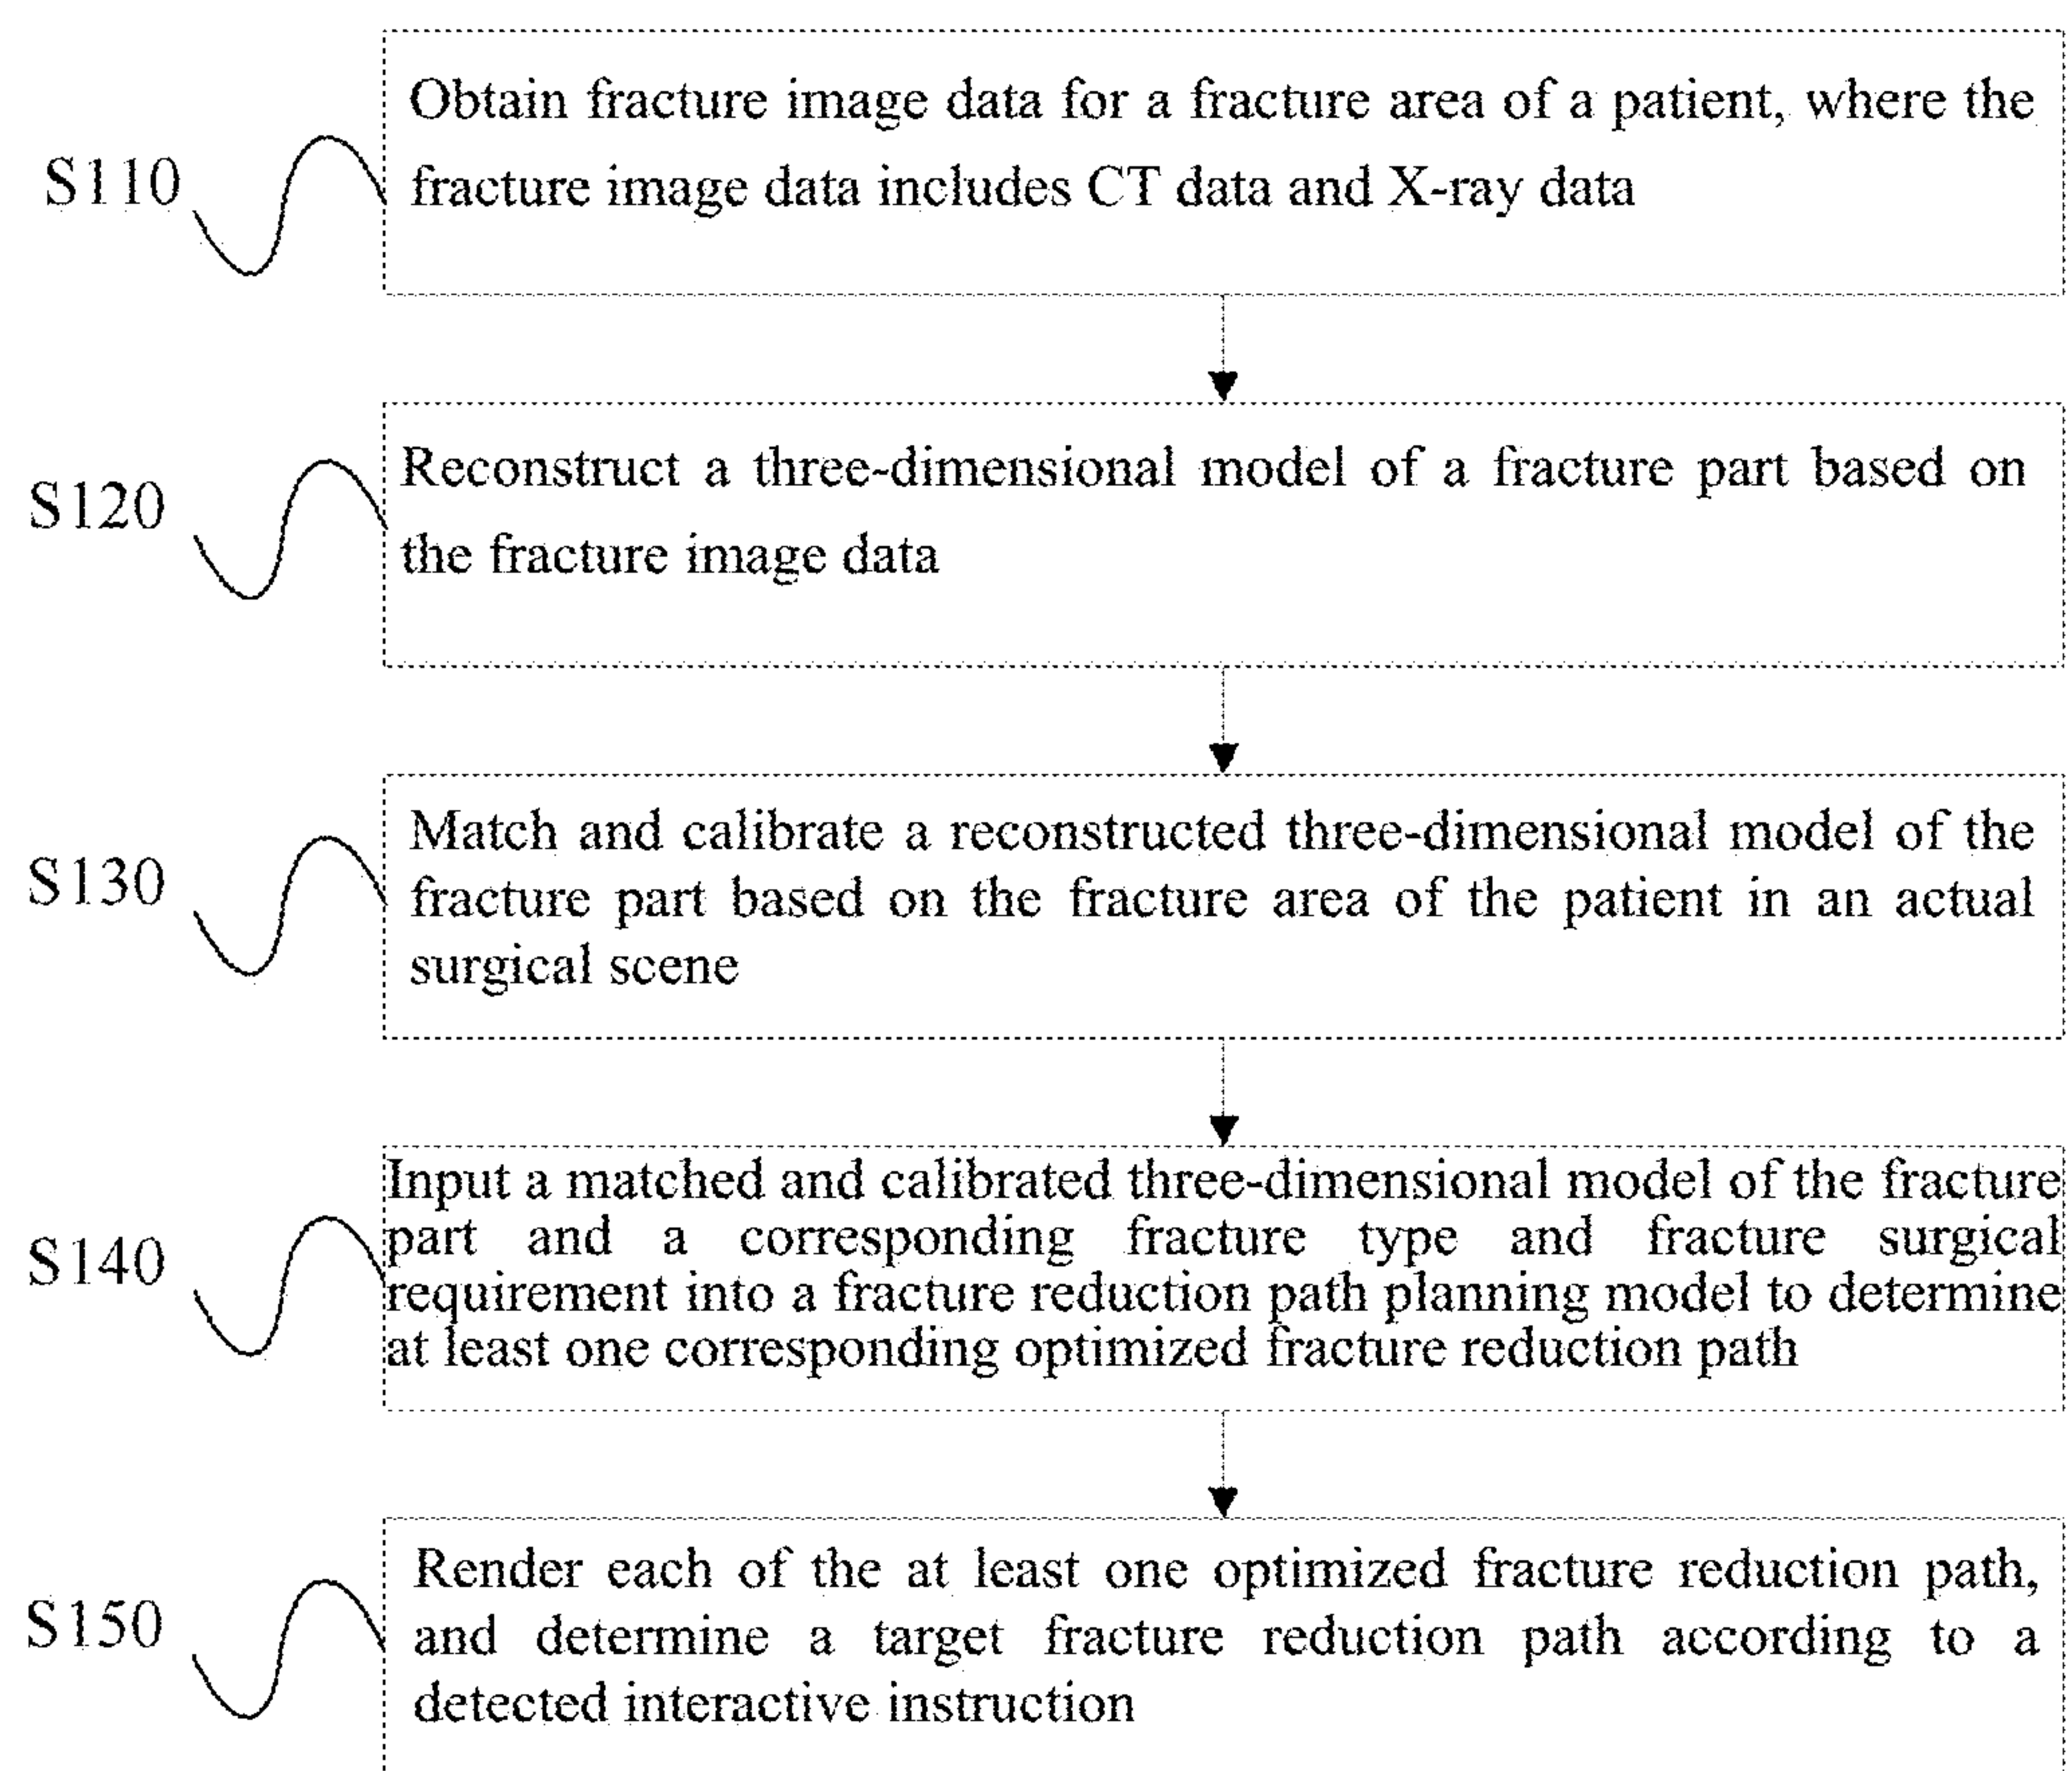 S110
Obtain fracture image data for a fracture area of a patient, where the
fracture image data includes CT data and X-ray data
S120
Reconstruct a three-dimensional model of a fracture part based on
the fracture image data
S130
Match and calibrate a reconstructed three-dimensional model of the
fracture part based on the fracture area of the patient in an actual
surgical scene
S140
Input a matched and calibrated three-dimensional model of the fracture
part and a corresponding fracture type and fracture surgical
requirement into a fracture reduction path planning model to determine
at least one corresponding optimized fracture reduction path
S150
Render each of the at least one optimized fracture reduction path,
and determine a target fracture reduction path according to a
detected interactive instruction